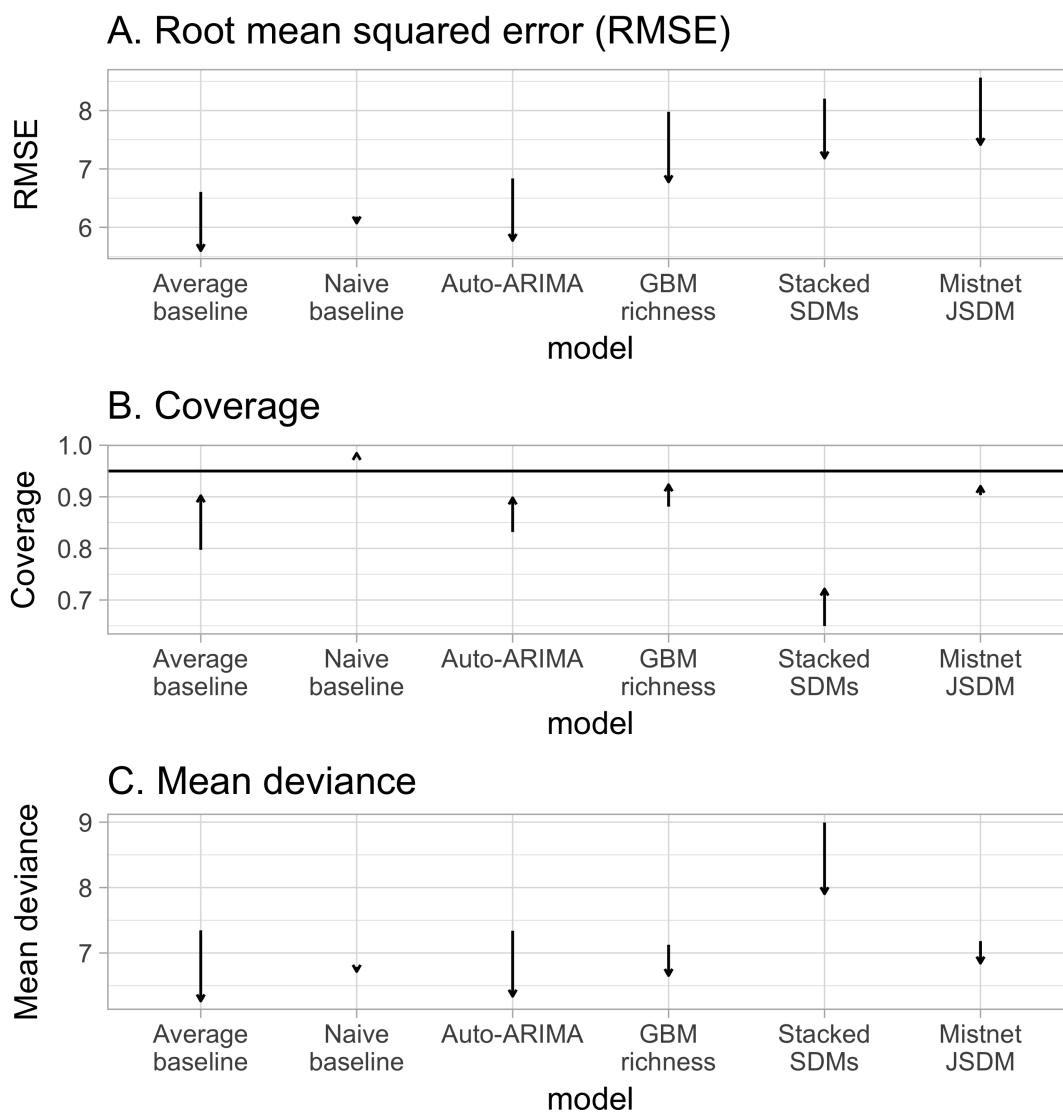 A. Root mean squared error (RMSE)
RMSE
8
7
6
Average Naive Auto-ARIMA GBM Stacked Mistnet
baseline baseline richness SDMs JSDM
model
B. Coverage
Coverage
1.0
0.9
0.8
0.7
Average Naive Auto-ARIMA GBM Stacked Mistnet
baseline baseline richness SDMs JSDM
model
C. Mean deviance
Mean deviance
9
8
7
Average Naive Auto-ARIMA GBM Stacked Mistnet
baseline baseline richness SDMs JSDM
model